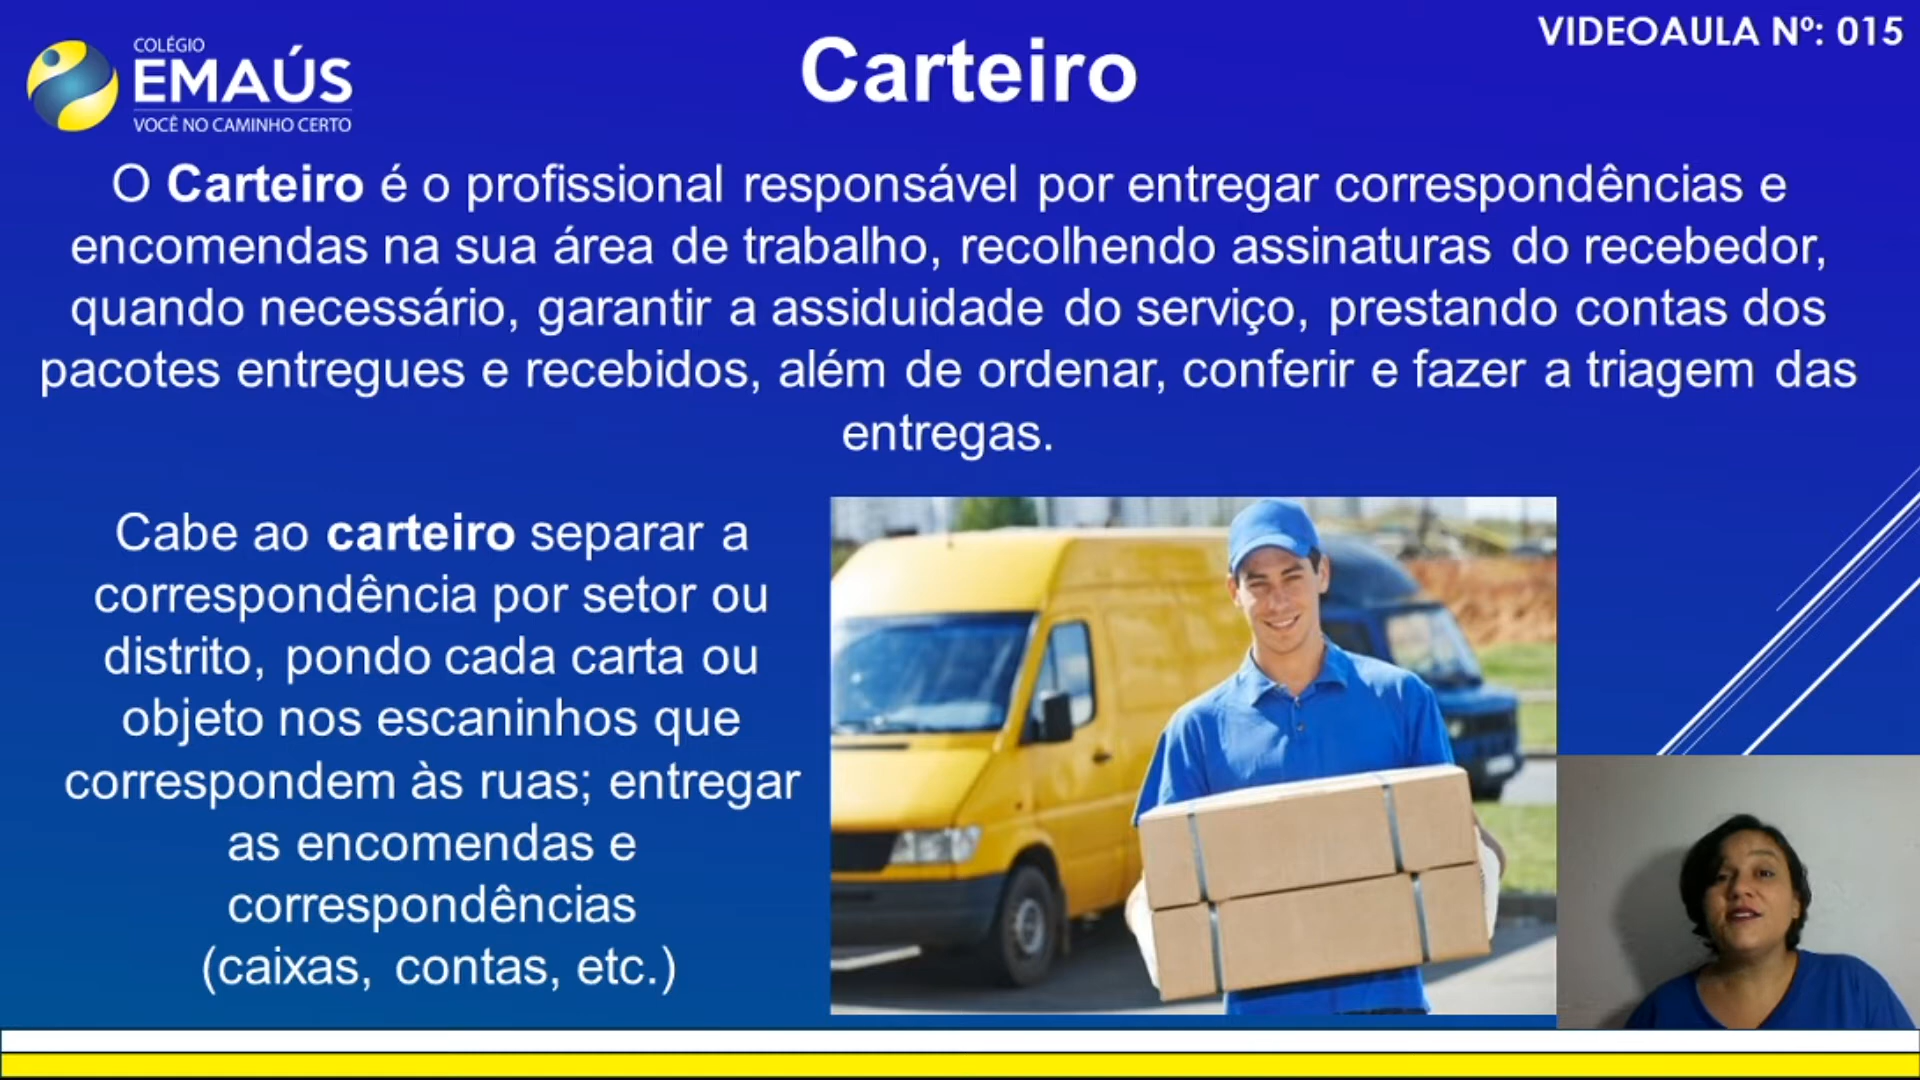 COLÉGIO
EMAÚS
VOCÊ NO CAMINHO CERTO
Carteiro
VIDEOAULA Nº: 015
O Carteiro é o profissional responsável por entregar correspondências e
encomendas na sua área de trabalho, recolhendo assinaturas do recebedor,
quando necessário, garantir a assiduidade do serviço, prestando contas dos
pacotes entregues e recebidos, além de ordenar, conferir e fazer a triagem das
entregas.
Cabe ao carteiro separar a
correspondência por setor ou
distrito, pondo cada carta ou
objeto nos escaninhos que
correspondem às ruas; entregar
as encomendas e
correspondências
(caixas, contas, etc.)